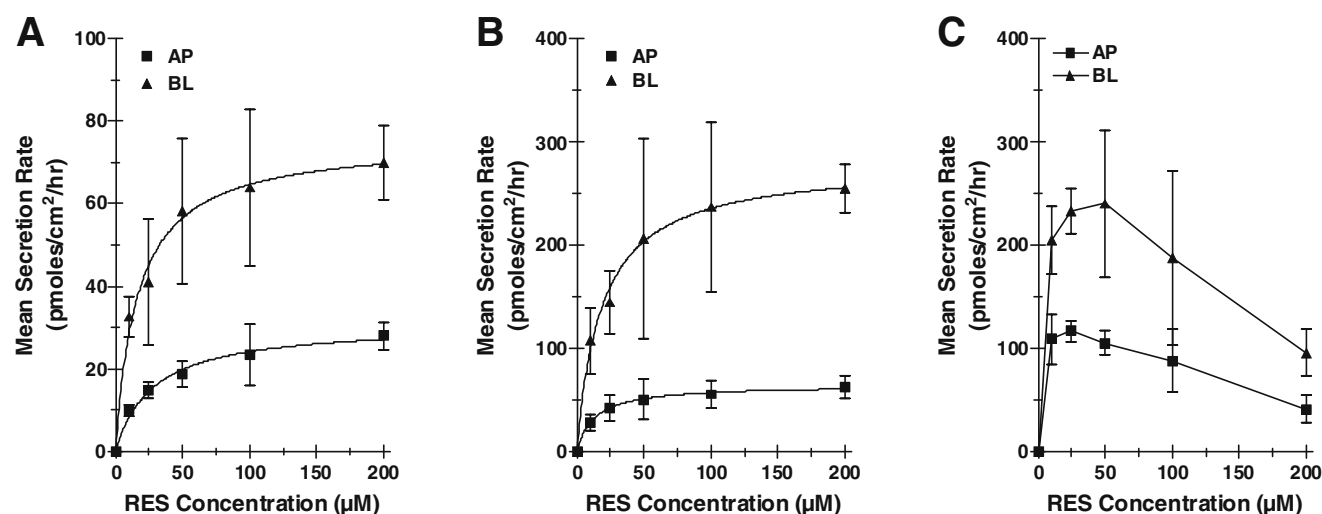 A
100
80
60
40
20
0
AP
BL
Mean Secretion Rate
(pmoles/cm²/hr)
0 50 100 150 200
RES Concentration (µM)
B
400
300
200
100
0
AP
BL
Mean Secretion Rate
(pmoles/cm²/hr)
0 50 100 150 200
RES Concentration (µM)
C
400
300
200
100
0
AP
BL
Mean Secretion Rate
(pmoles/cm²/hr)
0 50 100 150 200
RES Concentration (µM)